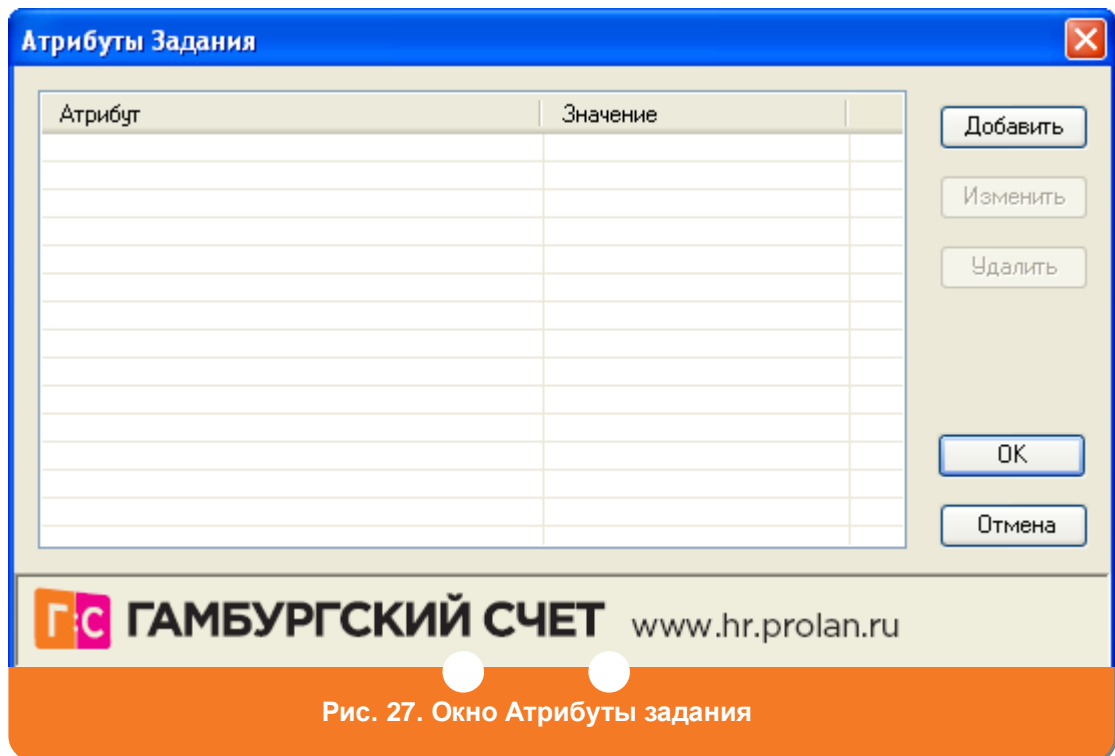 Атрибуты Задания
Атрибут Значение
Добавить
Изменить
Удалить
OK
Отмена
Г:С ГАМБУРГСКИЙ СЧЕТ www.hr.prolan.ru
Рис. 27. Окно Атрибуты задания